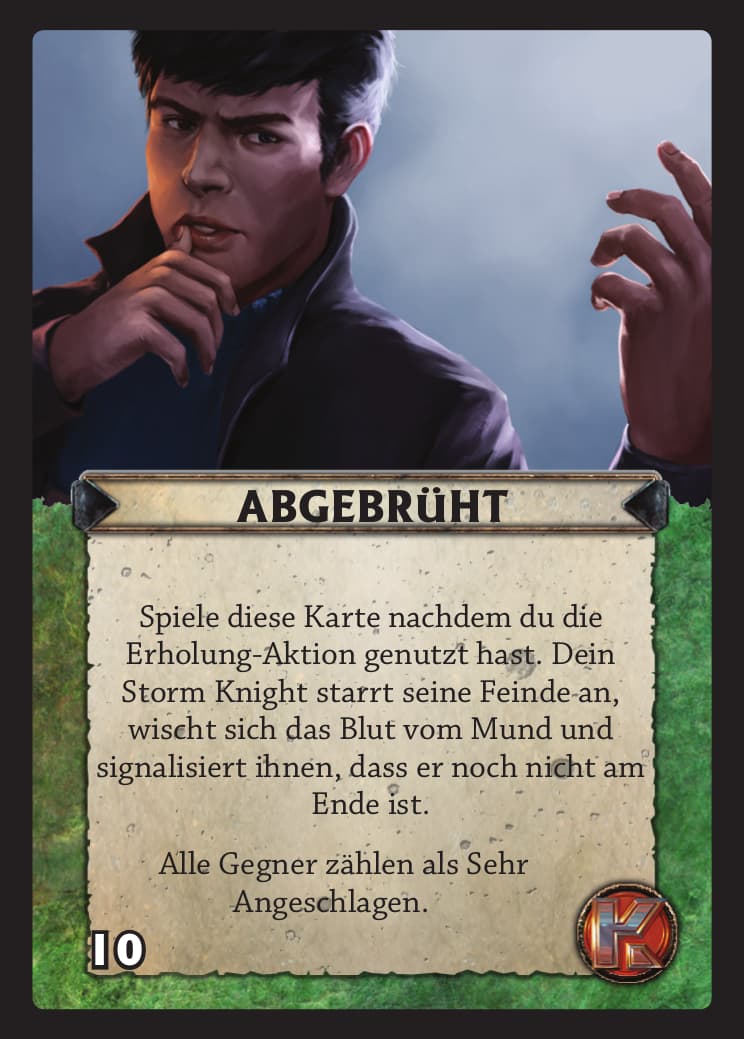 ABGEBRÜHT
Spiele diese Karte nachdem du die
Erholung-Aktion genutzt hast. Dein
Storm Knight starrt seine Feinde an,
wischt sich das Blut vom Mund und
signalisiert ihnen, dass er noch nicht am
Ende ist.
Alle Gegner zählen als Sehr
Angeschlagen.
10
K